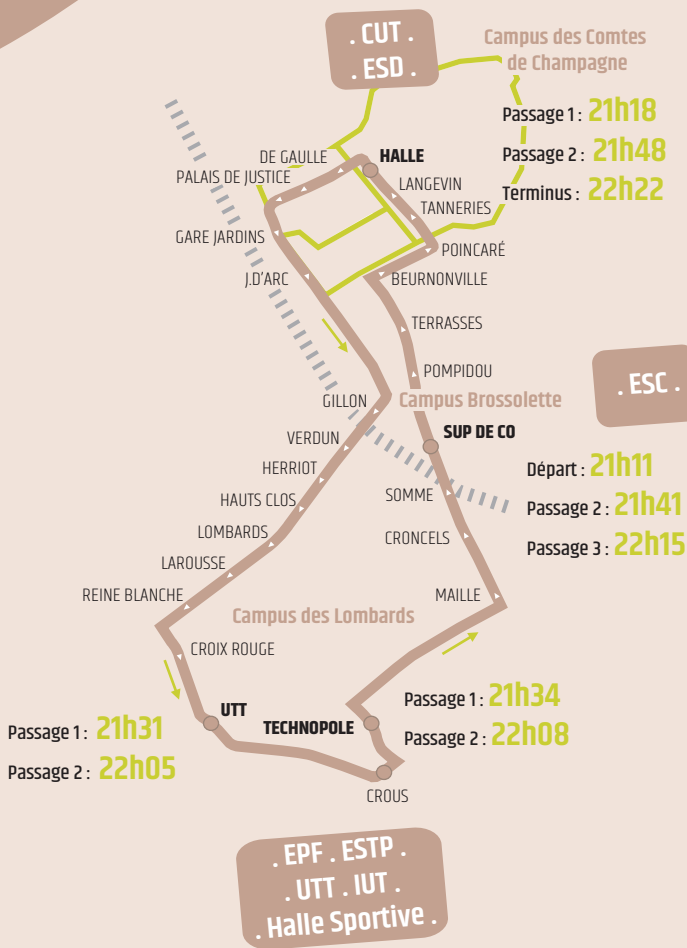 . CUT .
. ESD .
Campus des Comtes
de Champagne
Passage 1 : 21h18
Passage 2 : 21h48
Terminus : 22h22
DE GAULLE
HALLE
PALAIS DE JUSTICE
LANGEVIN
TANNERIES
GARE JARDINS
POINCARÉ
J.D'ARC
BEURNONVILLE
TERRASSES
POMPIDOU
. ESC .
GILLON
Campus Brossolette
VERDUN
SUP DE CO
HERRIOT
Départ : 21h11
HAUTS CLOS
SOMME
Passage 2 : 21h41
LOMBARDS
CRONCELS
Passage 3 : 22h15
LAROUSSE
REINE BLANCHE
MAILLE
Campus des Lombards
CROIX ROUGE
Passage 1 : 21h34
UTT
TECHNOPOLE
Passage 2 : 22h08
Passage 1 : 21h31
Passage 2 : 22h05
CROUS
. EPF . ESTP .
. UTT . IUT .
. Halle Sportive .